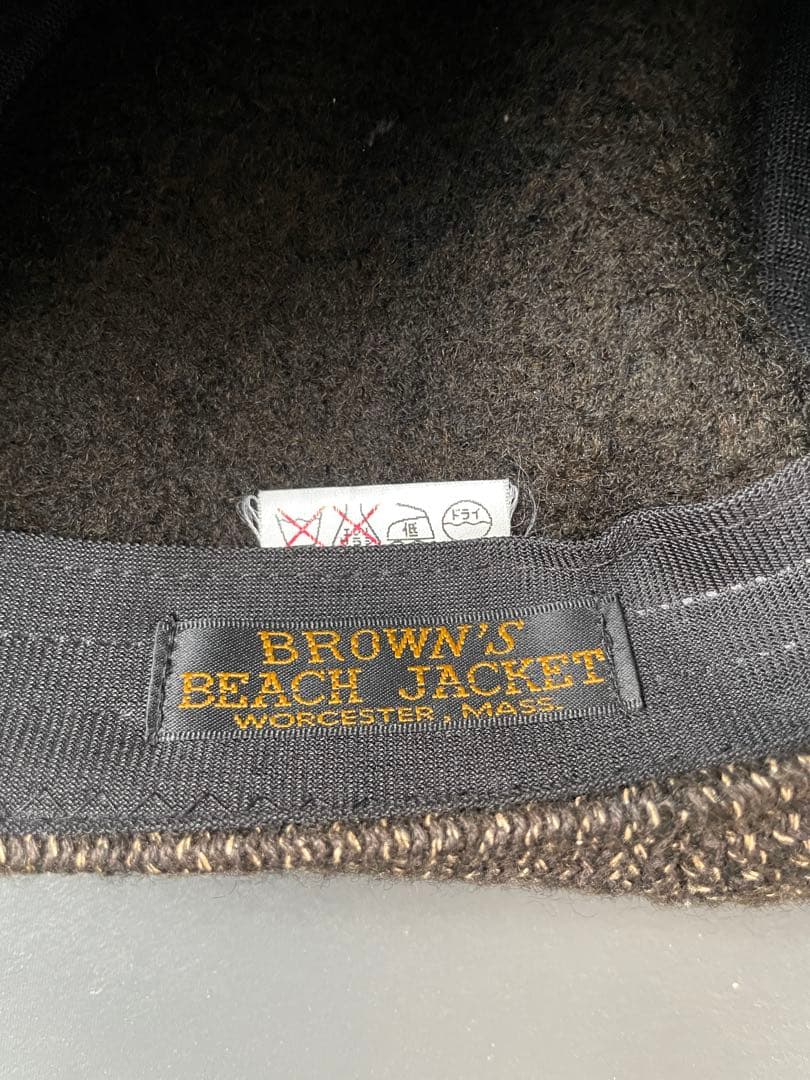 低
ドライ
BROWN'S
BEACH JACKET
WORCESTER, MASS.